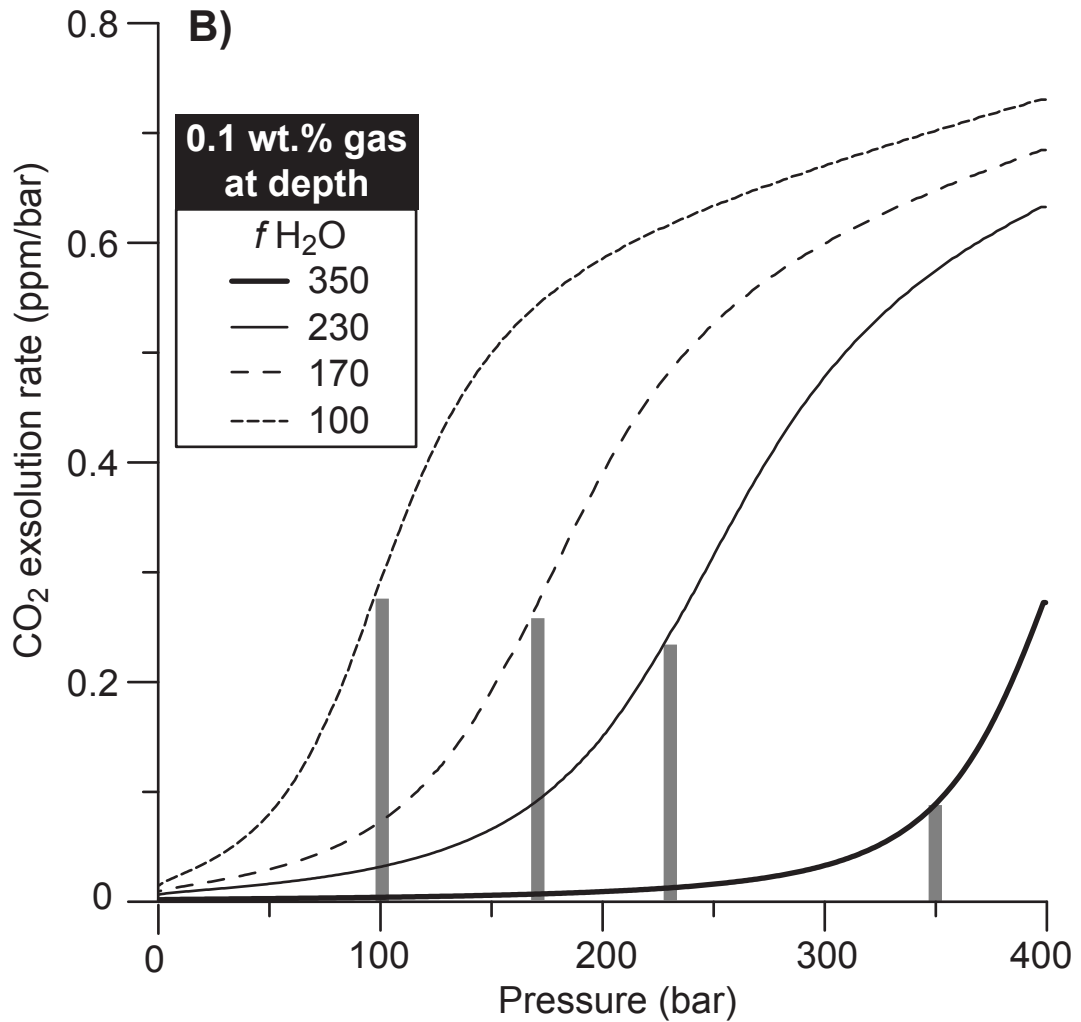 B)
0.8
0.6
0.4
0.2
0
CO₂ exsolution rate (ppm/bar)
0.1 wt.% gas
at depth
f H₂O
350
230
170
100
0 100 200 300 400
Pressure (bar)